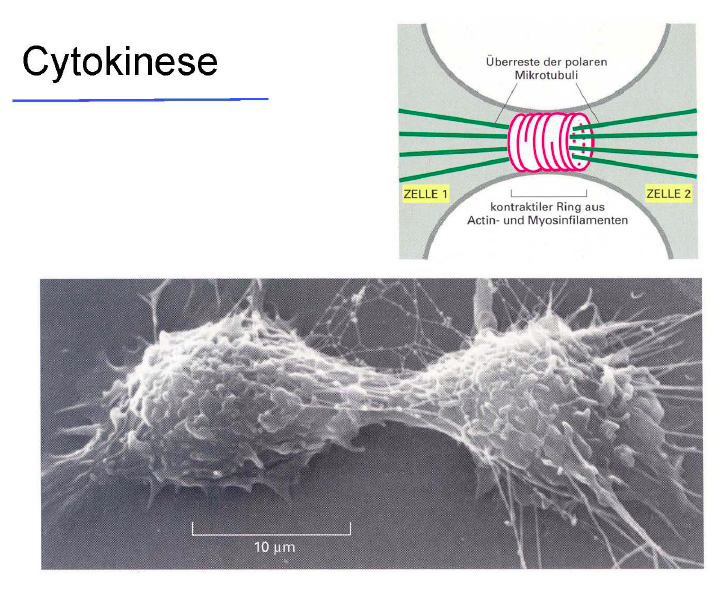 Cytokinese
Überreste der polaren
Mikrotubuli
ZELLE 1
ZELLE 2
kontraktiler Ring aus
Actin- und Myosinfilamenten
10 µm